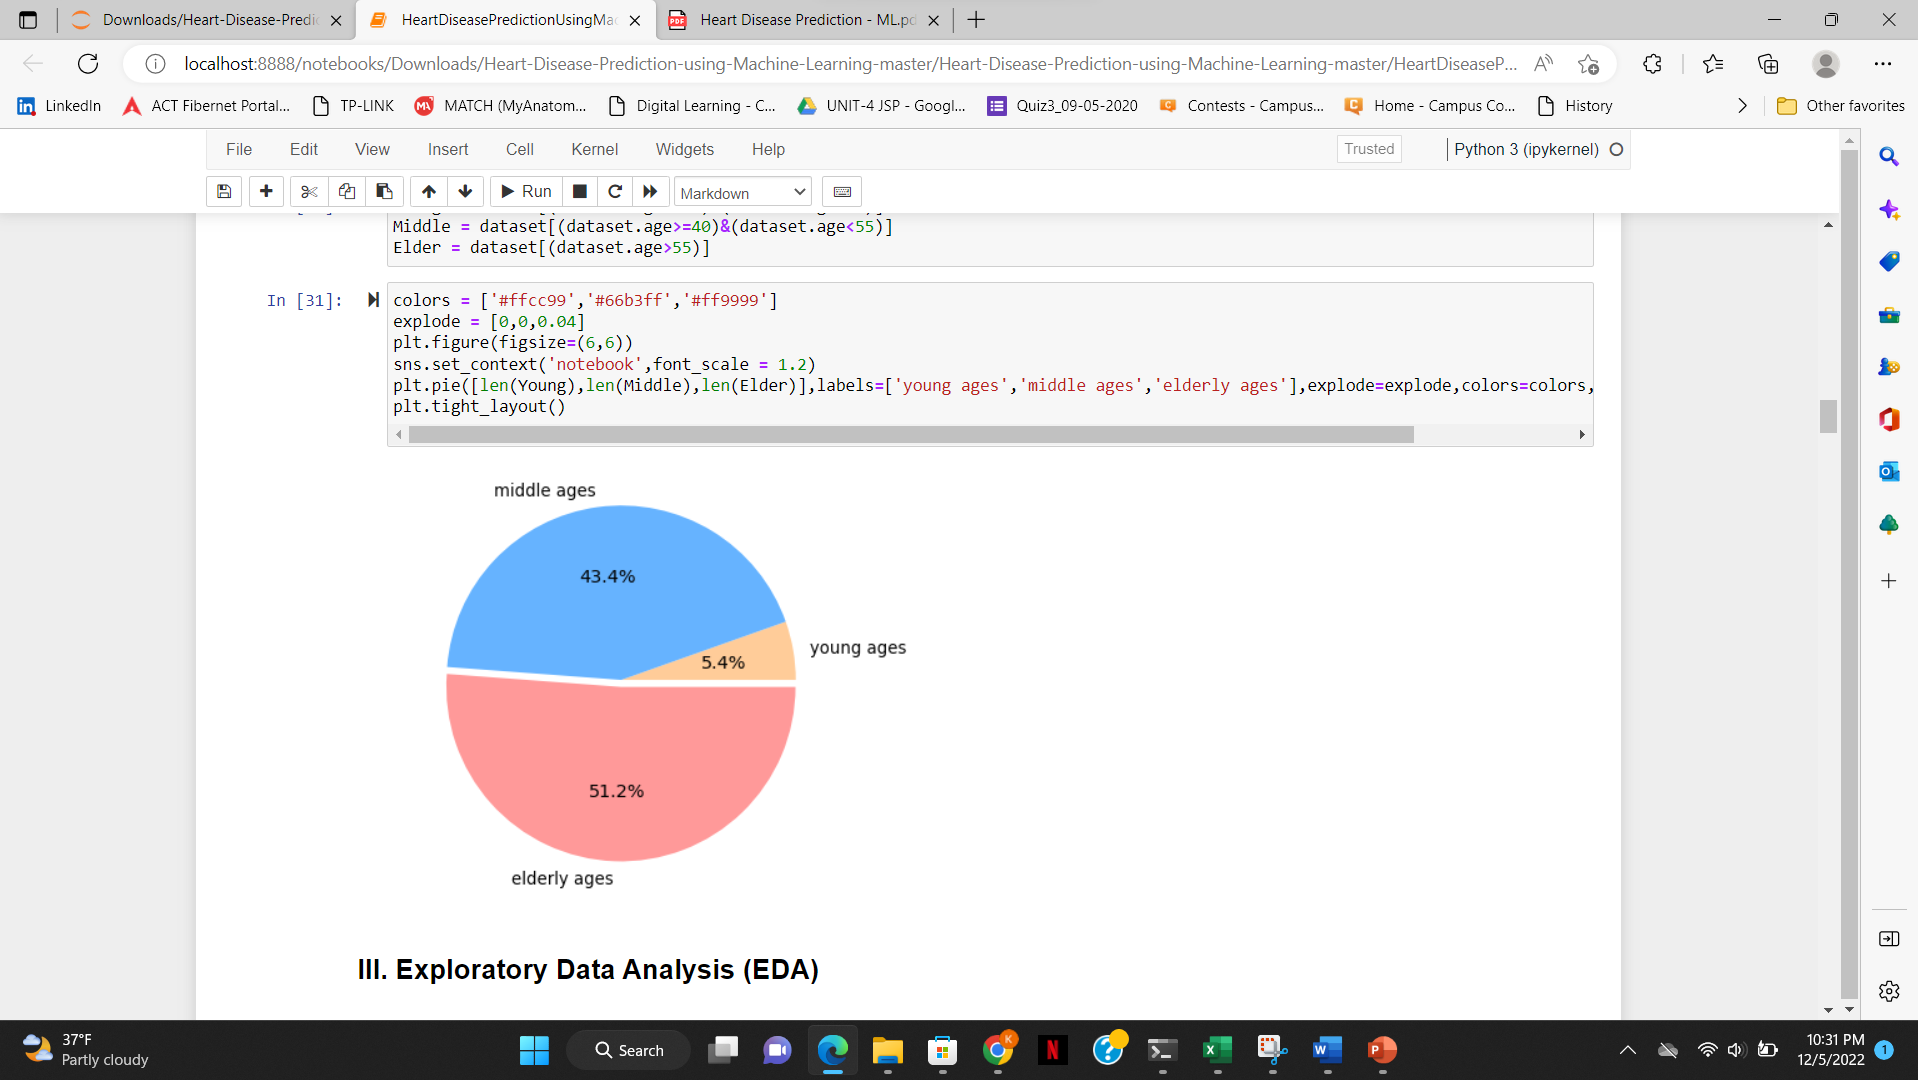 Downloads/Heart-Disease-Predic
HeartDiseasePredictionUsingMac
Heart Disease Prediction - ML.pd
localhost:8888/notebooks/Downloads/Heart-Disease-Prediction-using-Machine-Learning-master/Heart-Disease-Prediction-using-Machine-Learning-master/HeartDiseaseP...
LinkedIn
ACT Fibernet Portal...
TP-LINK
MATCH (MyAnatom...
Digital Learning - C...
UNIT-4 JSP - Googl...
Quiz3_09-05-2020
Contests - Campus...
Home - Campus Co...
History
Other favorites
File Edit View Insert Cell Kernel Widgets Help
Trusted
Python 3 (ipykernel)
Run
Markdown
Middle = dataset[(dataset.age>=40)&(dataset.age<55)]
Elder = dataset[(dataset.age>55)]
In [31]:
colors = ['#ffcc99','#66b3ff','#ff9999']
explode = [0,0,0.04]
plt.figure(figsize=(6,6))
sns.set_context('notebook',font_scale = 1.2)
plt.pie([len(Young),len(Middle),len(Elder)],labels=['young ages','middle ages','elderly ages'],explode=explode,colors=colors,
plt.tight_layout()
middle ages
43.4%
young ages
5.4%
51.2%
elderly ages
III. Exploratory Data Analysis (EDA)
37°F
Partly cloudy
Search
10:31 PM
12/5/2022
1